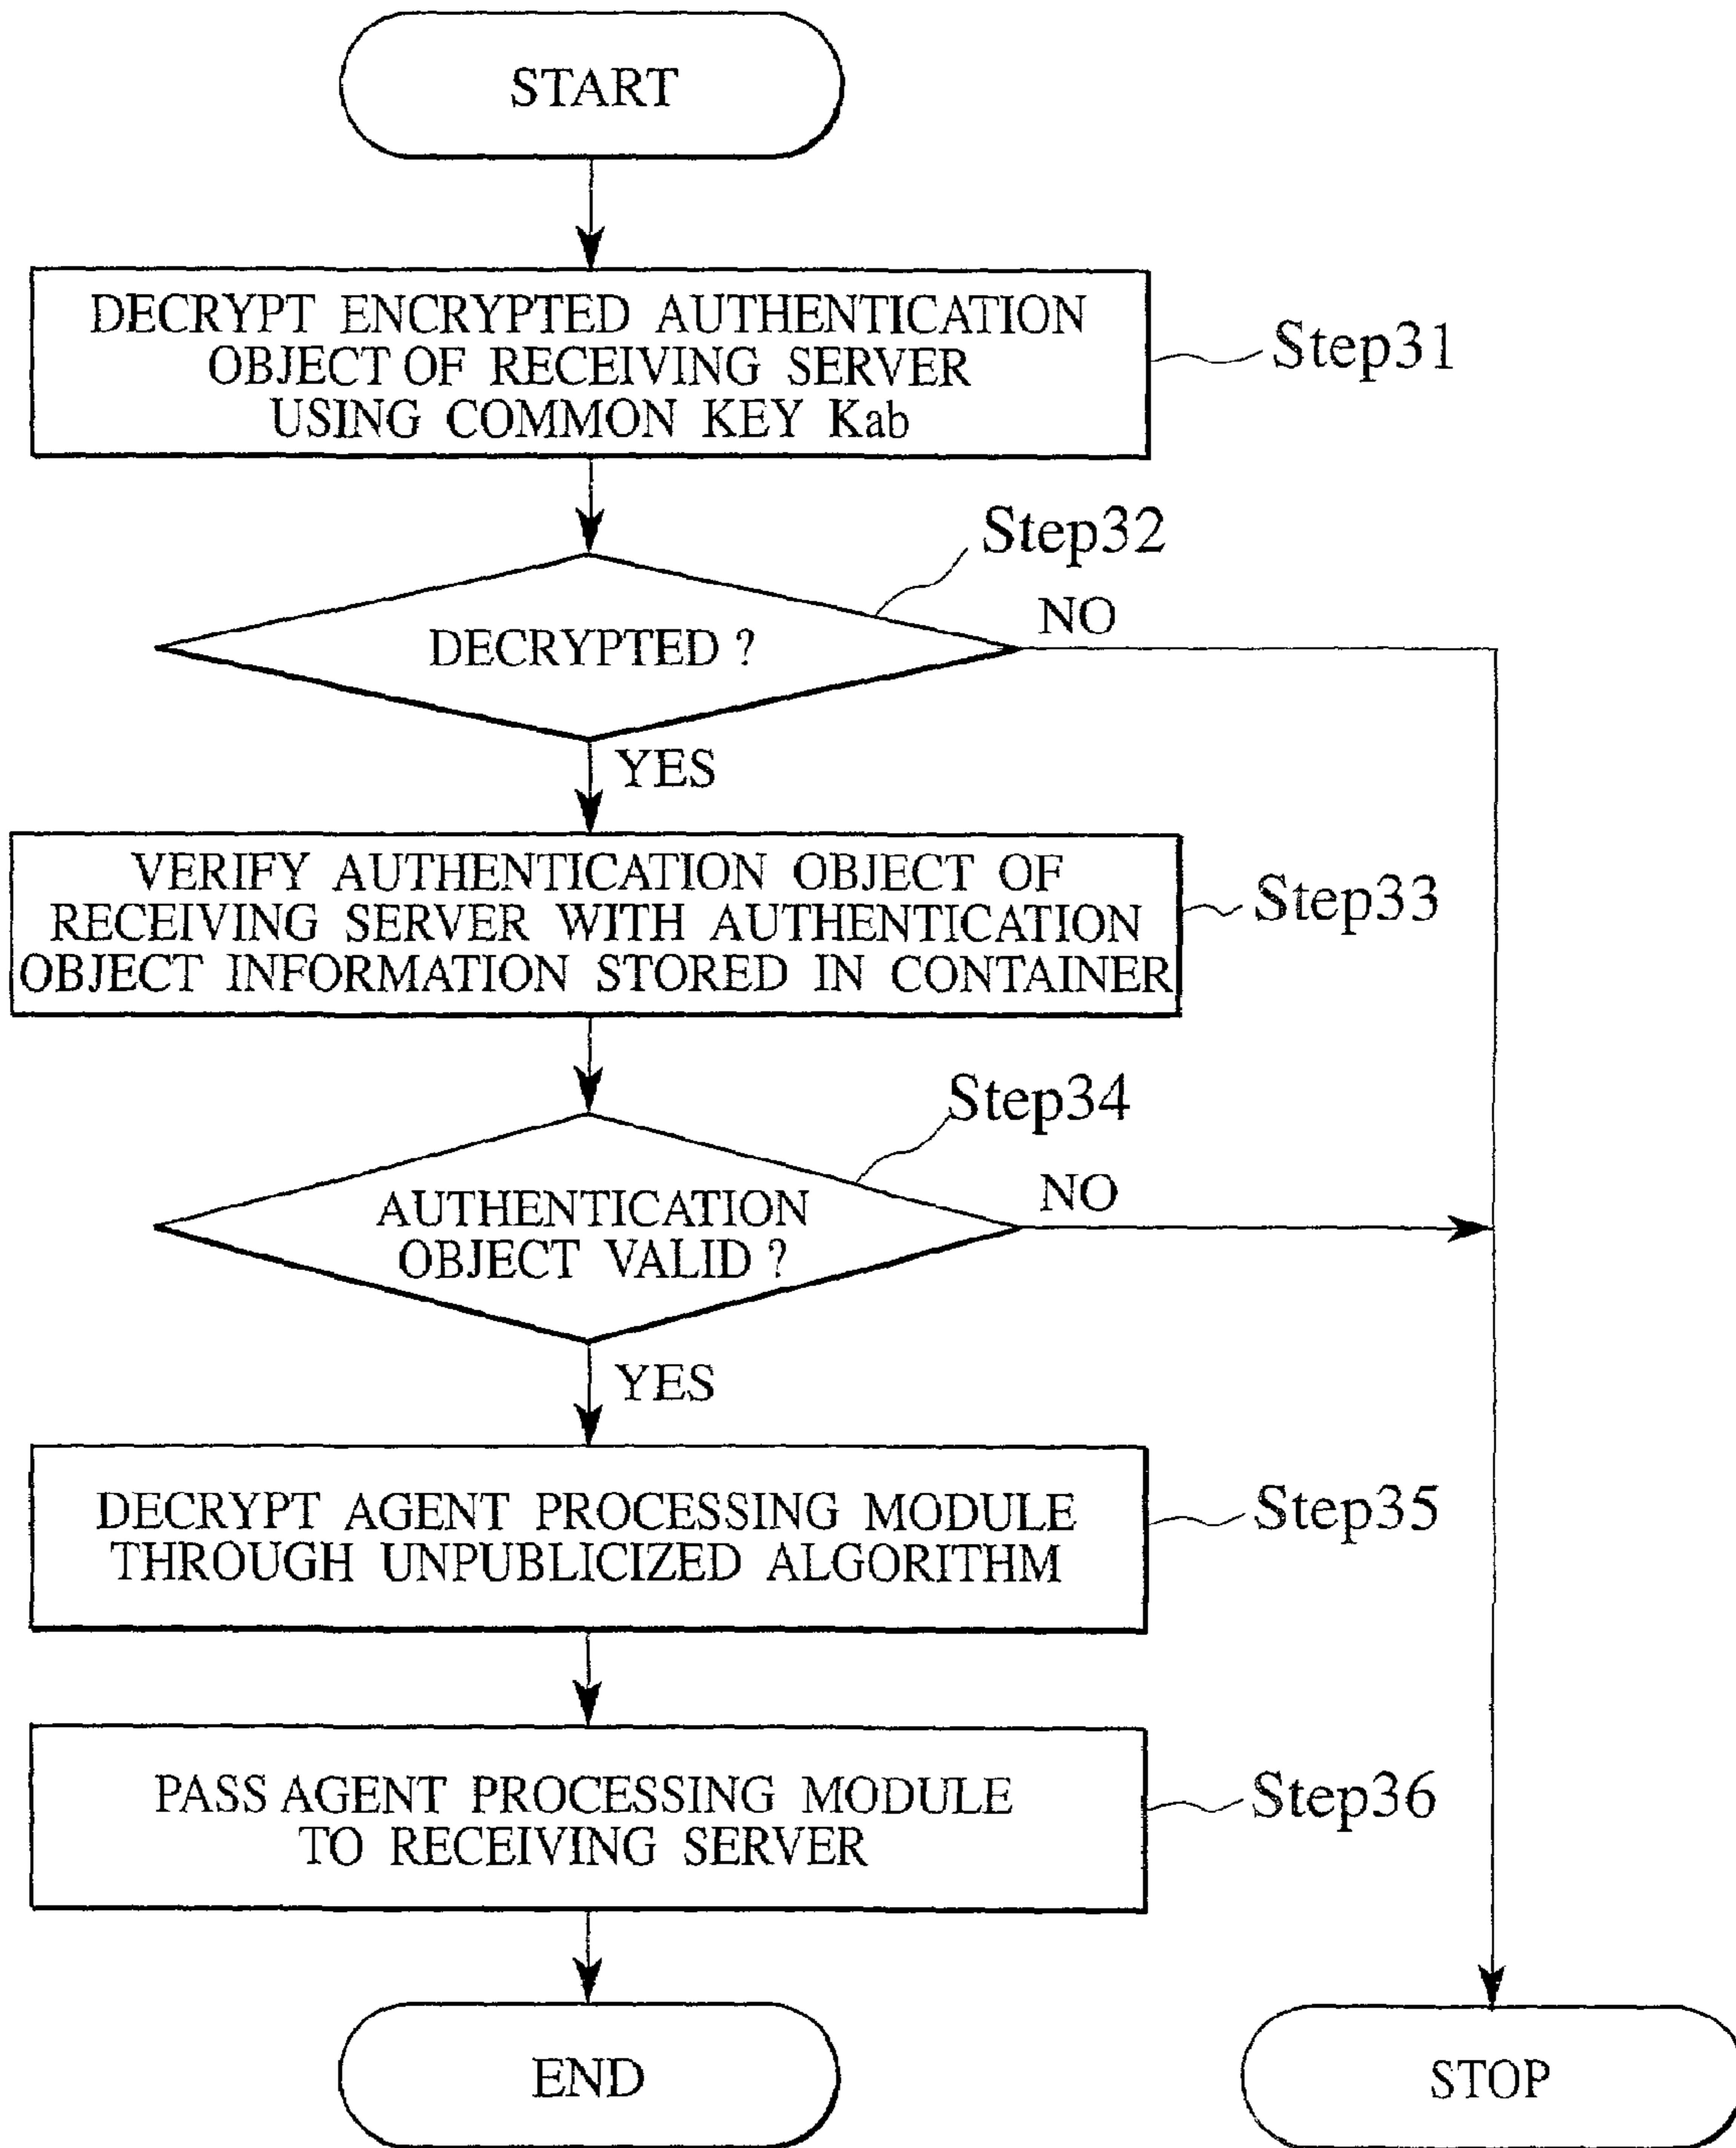 START
DECRYPT ENCRYPTED AUTHENTICATION
OBJECT OF RECEIVING SERVER
USING COMMON KEY Kab
Step31
Step32
DECRYPTED ?
NO
YES
VERIFY AUTHENTICATION OBJECT OF
RECEIVING SERVER WITH AUTHENTICATION
OBJECT INFORMATION STORED IN CONTAINER
Step33
Step34
AUTHENTICATION
OBJECT VALID ?
NO
YES
DECRYPT AGENT PROCESSING MODULE
THROUGH UNPUBLICIZED ALGORITHM
Step35
PASS AGENT PROCESSING MODULE
TO RECEIVING SERVER
Step36
END
STOP